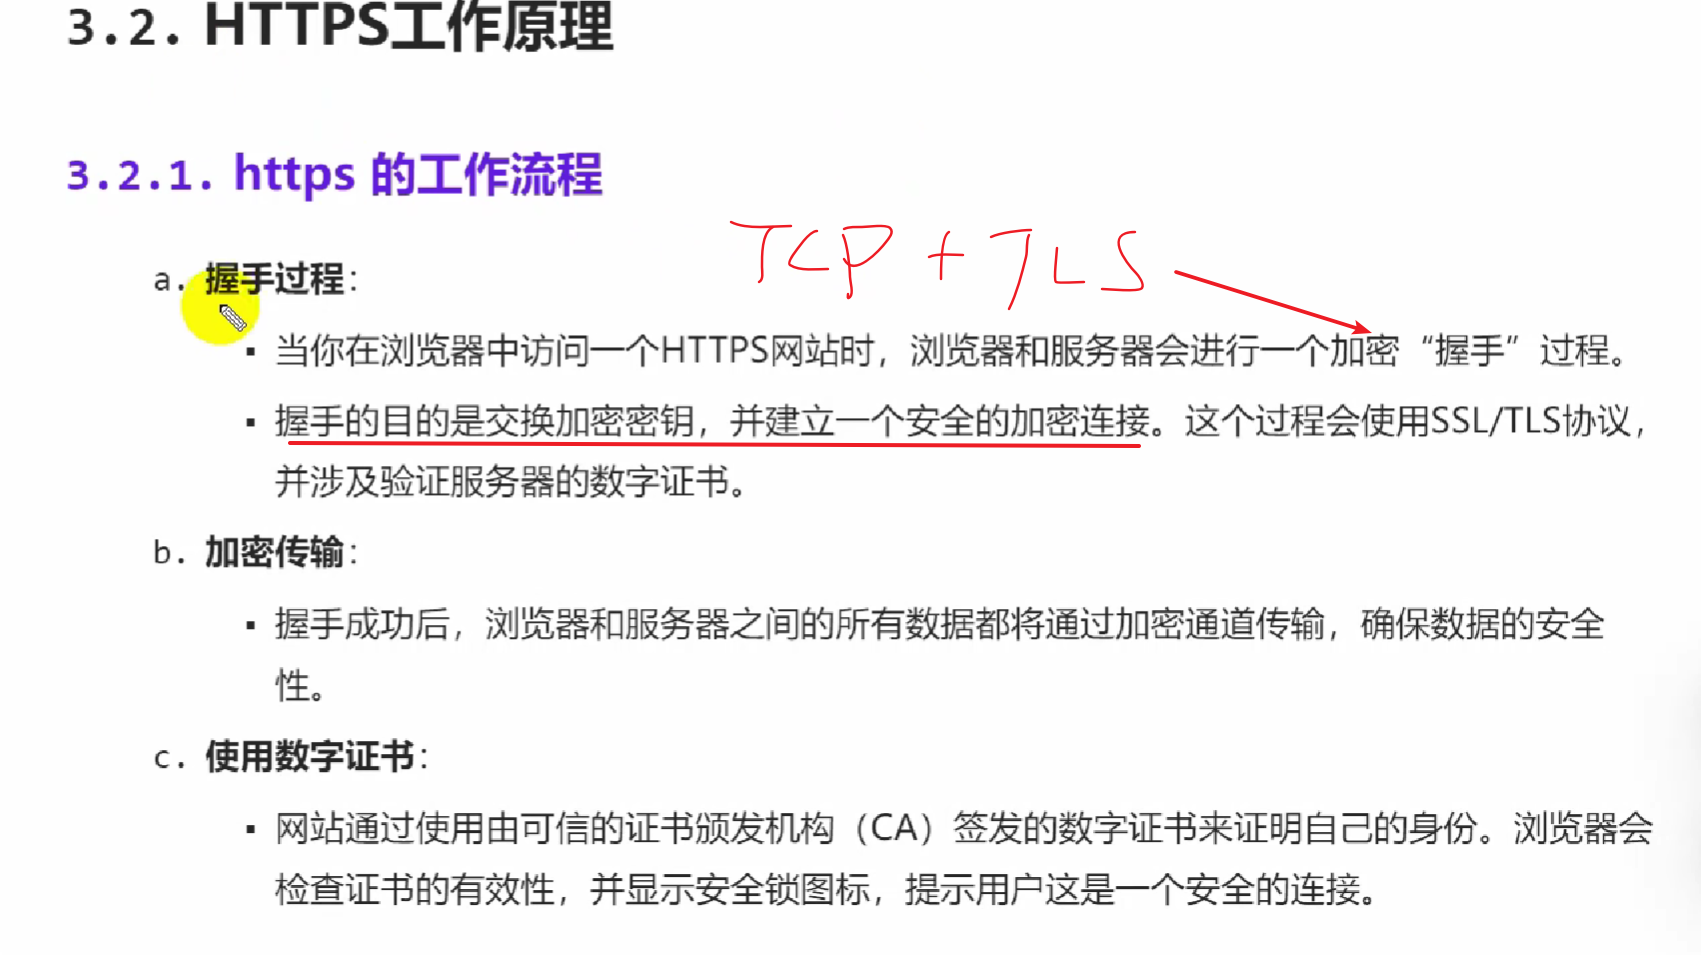 3.2. HTTPS工作原理
3.2.1. https 的工作流程
TCP + TLS
a. 握手过程：
▪ 当你在浏览器中访问一个HTTPS网站时，浏览器和服务器会进行一个加密“握手”过程。
▪ 握手的目的是交换加密密钥，并建立一个安全的加密连接。这个过程会使用SSL/TLS协议，
并涉及验证服务器的数字证书。
b. 加密传输：
▪ 握手成功后，浏览器和服务器之间的所有数据都将通过加密通道传输，确保数据的安全
性。
c. 使用数字证书：
▪ 网站通过使用由可信的证书颁发机构（CA）签发的数字证书来证明自己的身份。浏览器会
检查证书的有效性，并显示安全锁图标，提示用户这是一个安全的连接。